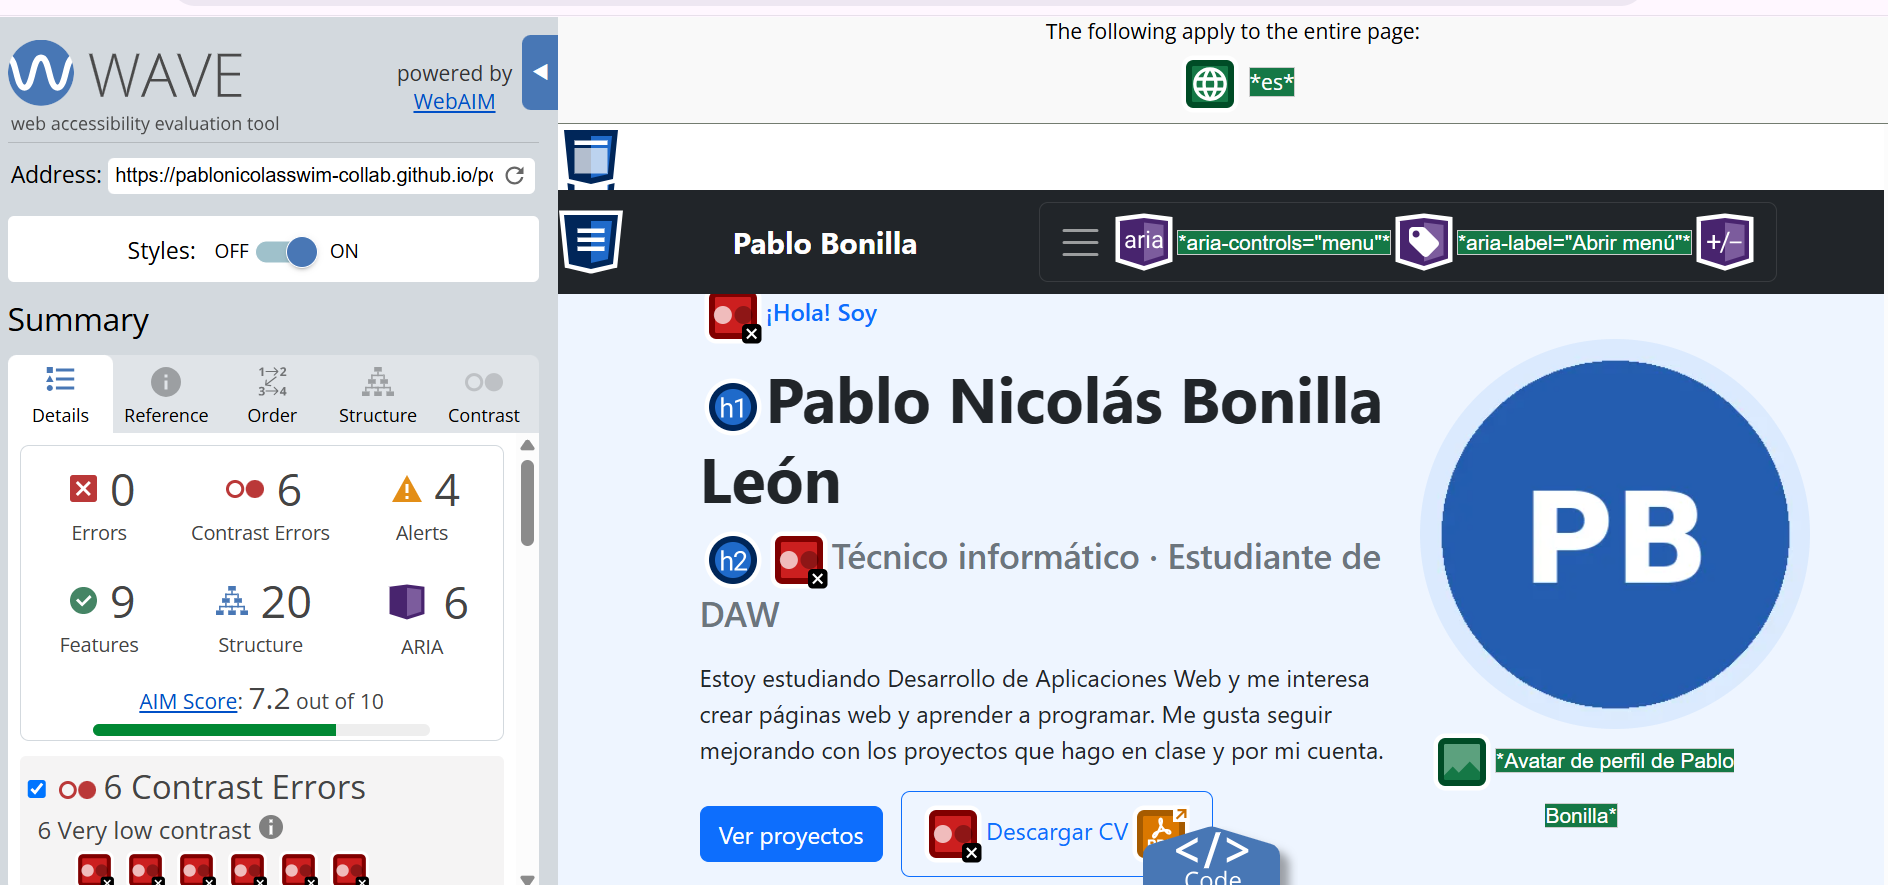 WAVE
powered by
WebAIM
web accessibility evaluation tool
Address: https://pablonicolasswim-collab.github.io/po
Styles: OFF ON
Summary
Details
Reference
Order
Structure
Contrast
0 Errors
6 Contrast Errors
4 Alerts
9 Features
20 Structure
6 ARIA
AIM Score: 7.2 out of 10
6 Contrast Errors
6 Very low contrast
The following apply to the entire page:
*es*
Pablo Bonilla
aria *aria-controls="menu"* *aria-label="Abrir menú"* +/−
¡Hola! Soy
h1 Pablo Nicolás Bonilla
León
h2 Técnico informático · Estudiante de
DAW
Estoy estudiando Desarrollo de Aplicaciones Web y me interesa
crear páginas web y aprender a programar. Me gusta seguir
mejorando con los proyectos que hago en clase y por mi cuenta.
Ver proyectos
Descargar CV
PB
*Avatar de perfil de Pablo
Bonilla*
</> Code